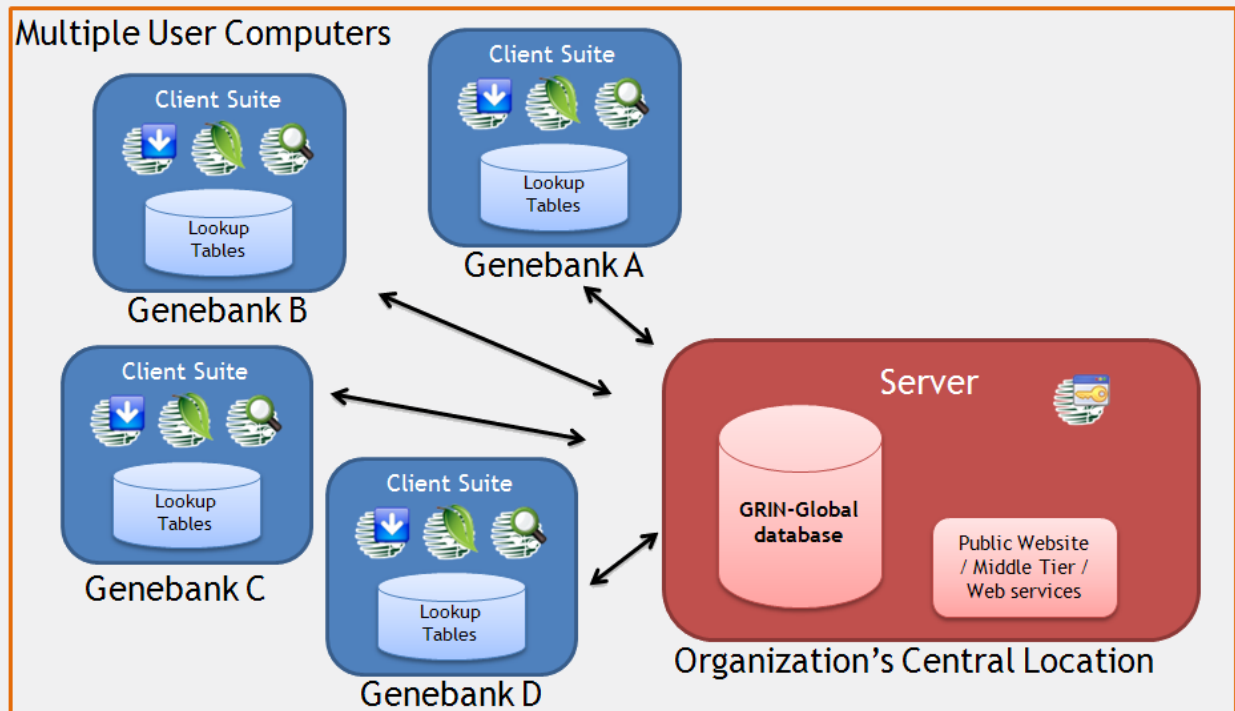 Multiple User Computers
Client Suite
Lookup
Tables
Genebank A
Client Suite
Lookup
Tables
Genebank B
Client Suite
Lookup
Tables
Genebank C
Client Suite
Lookup
Tables
Genebank D
Server
GRIN-Global
database
Public Website
/ Middle Tier /
Web services
Organization's Central Location